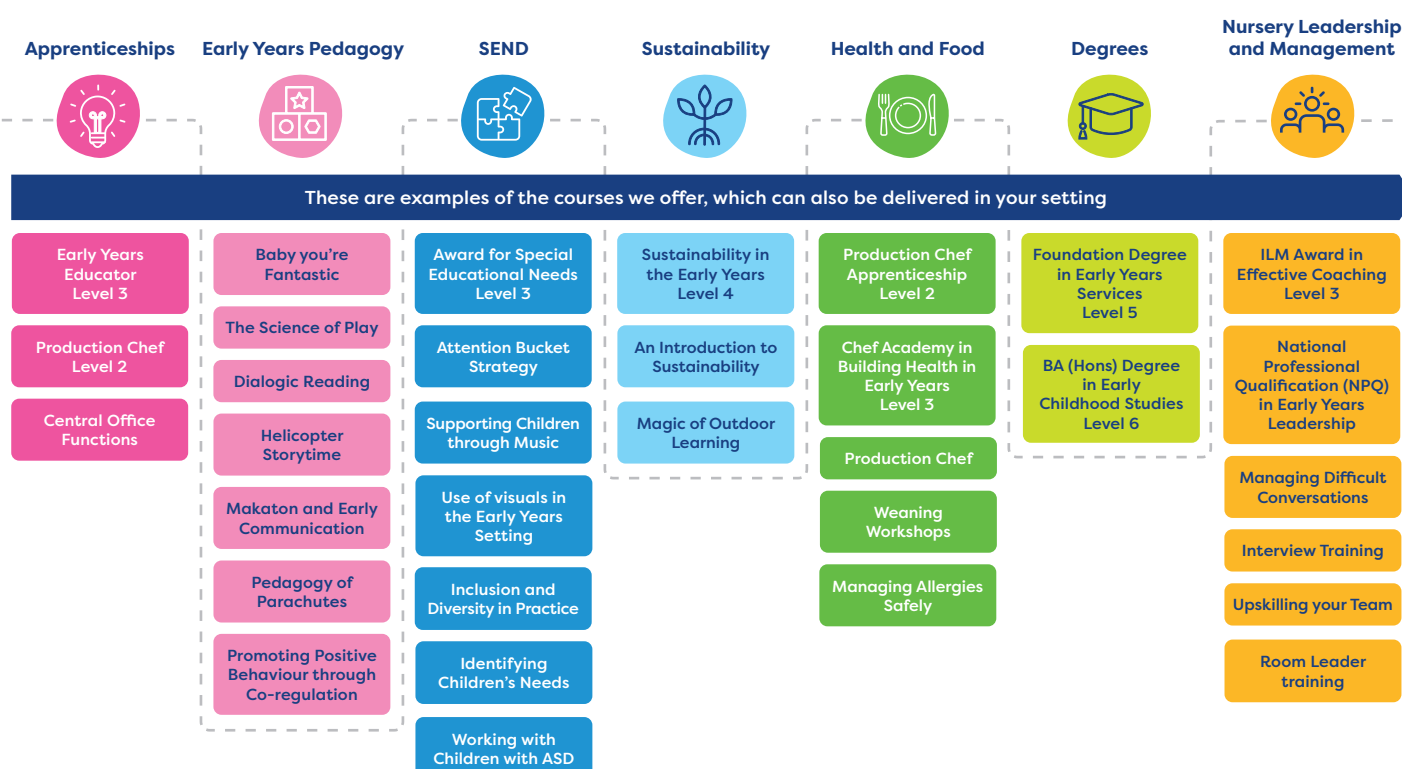 Apprenticeships
Early Years Pedagogy
SEND
Sustainability
Health and Food
Degrees
Nursery Leadership
and Management
These are examples of the courses we offer, which can also be delivered in your setting
Early Years
Educator
Level 3
Production Chef
Level 2
Central Office
Functions
Baby you're
Fantastic
The Science of Play
Dialogic Reading
Helicopter
Storytime
Makaton and Early
Communication
Pedagogy of
Parachutes
Promoting Positive
Behaviour through
Co-regulation
Award for Special
Educational Needs
Level 3
Attention Bucket
Strategy
Supporting Children
through Music
Use of visuals in
the Early Years
Setting
Inclusion and
Diversity in Practice
Identifying
Children's Needs
Working with
Children with ASD
Sustainability in
the Early Years
Level 4
An Introduction to
Sustainability
Magic of Outdoor
Learning
Production Chef
Apprenticeship
Level 2
Chef Academy in
Building Health in
Early Years
Level 3
Production Chef
Weaning
Workshops
Managing Allergies
Safely
Foundation Degree
in Early Years
Services
Level 5
BA (Hons) Degree
in Early
Childhood Studies
Level 6
ILM Award in
Effective Coaching
Level 3
National
Professional
Qualification (NPQ)
in Early Years
Leadership
Managing Difficult
Conversations
Interview Training
Upskilling your Team
Room Leader
training